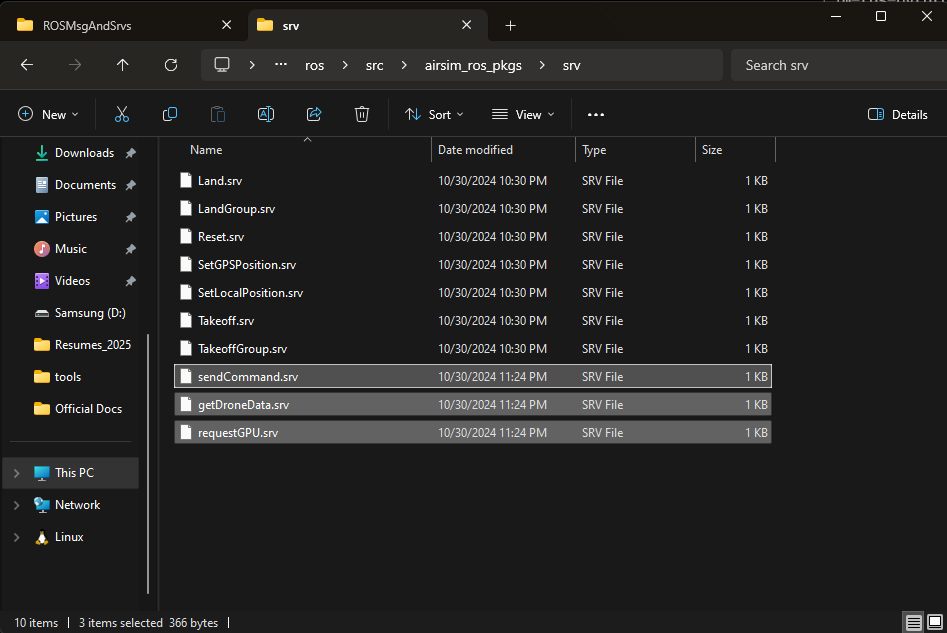 ROSMsgAndSrvs
srv
ros src airsim_ros_pkgs srv
Search srv
New Sort View Details
Name Date modified Type Size
Downloads
Documents
Pictures
Music
Videos
Samsung (D:)
Resumes_2025
tools
Official Docs
This PC
Network
Linux
Land.srv 10/30/2024 10:30 PM SRV File 1 KB
LandGroup.srv 10/30/2024 10:30 PM SRV File 1 KB
Reset.srv 10/30/2024 10:30 PM SRV File 1 KB
SetGPSPosition.srv 10/30/2024 10:30 PM SRV File 1 KB
SetLocalPosition.srv 10/30/2024 10:30 PM SRV File 1 KB
Takeoff.srv 10/30/2024 10:30 PM SRV File 1 KB
TakeoffGroup.srv 10/30/2024 10:30 PM SRV File 1 KB
sendCommand.srv 10/30/2024 11:24 PM SRV File 1 KB
getDroneData.srv 10/30/2024 11:24 PM SRV File 1 KB
requestGPU.srv 10/30/2024 11:24 PM SRV File 1 KB
10 items 3 items selected 366 bytes